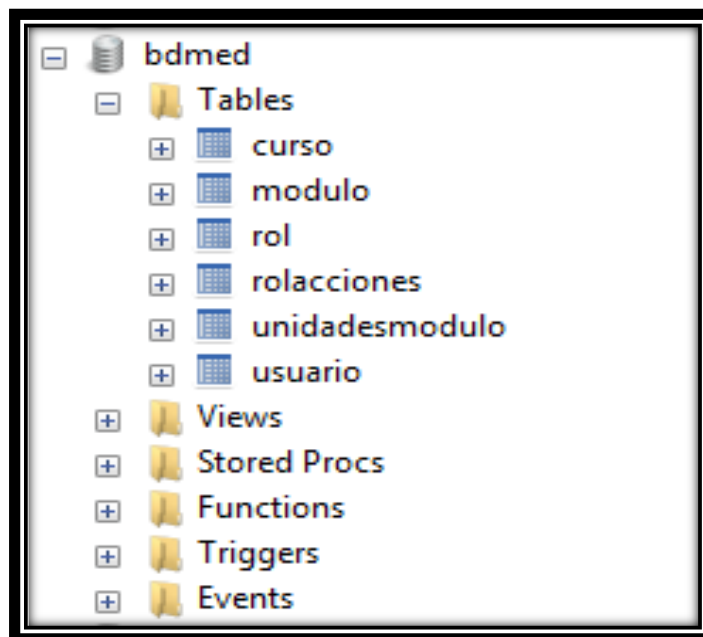 bdmed
Tables
curso
modulo
rol
rolacciones
unidadesmodulo
usuario
Views
Stored Procs
Functions
Triggers
Events